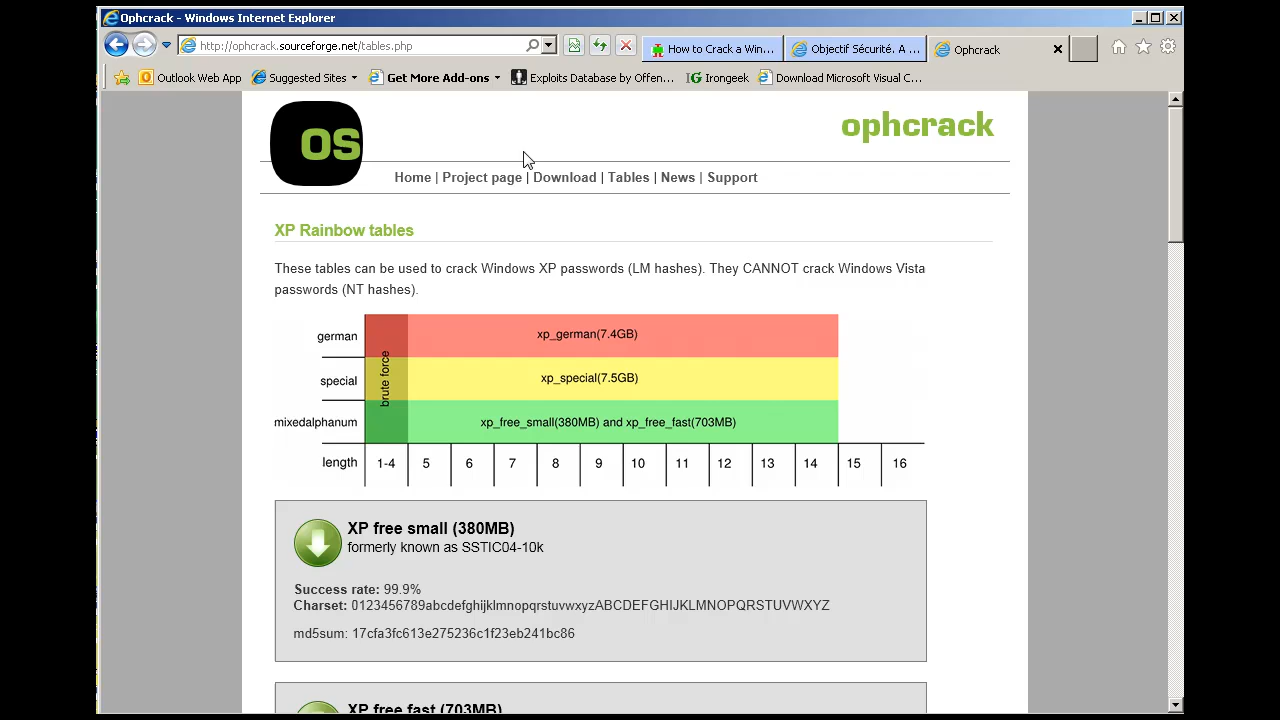 Ophcrack - Windows Internet Explorer
http://ophcrack.sourceforge.net/tables.php
How to Crack a Win...
Objectif Sécurité. A ...
Ophcrack
Outlook Web App
Suggested Sites
Get More Add-ons
Exploits Database by Offen...
IG Irongeek
Download Microsoft Visual C...
OS
ophcrack
Home | Project page | Download | Tables | News | Support
XP Rainbow tables
These tables can be used to crack Windows XP passwords (LM hashes). They CANNOT crack Windows Vista
passwords (NT hashes).
german
xp_german(7.4GB)
special
brute force
xp_special(7.5GB)
mixedalphanum
xp_free_small(380MB) and xp_free_fast(703MB)
length 1-4 5 6 7 8 9 10 11 12 13 14 15 16
XP free small (380MB)
formerly known as SSTIC04-10k
Success rate: 99.9%
Charset: 0123456789abcdefghijklmnopqrstuvwxyzABCDEFGHIJKLMNOPQRSTUVWXYZ
md5sum: 17cfa3fc613e275236c1f23eb241bc86
XP free fast (703MB)